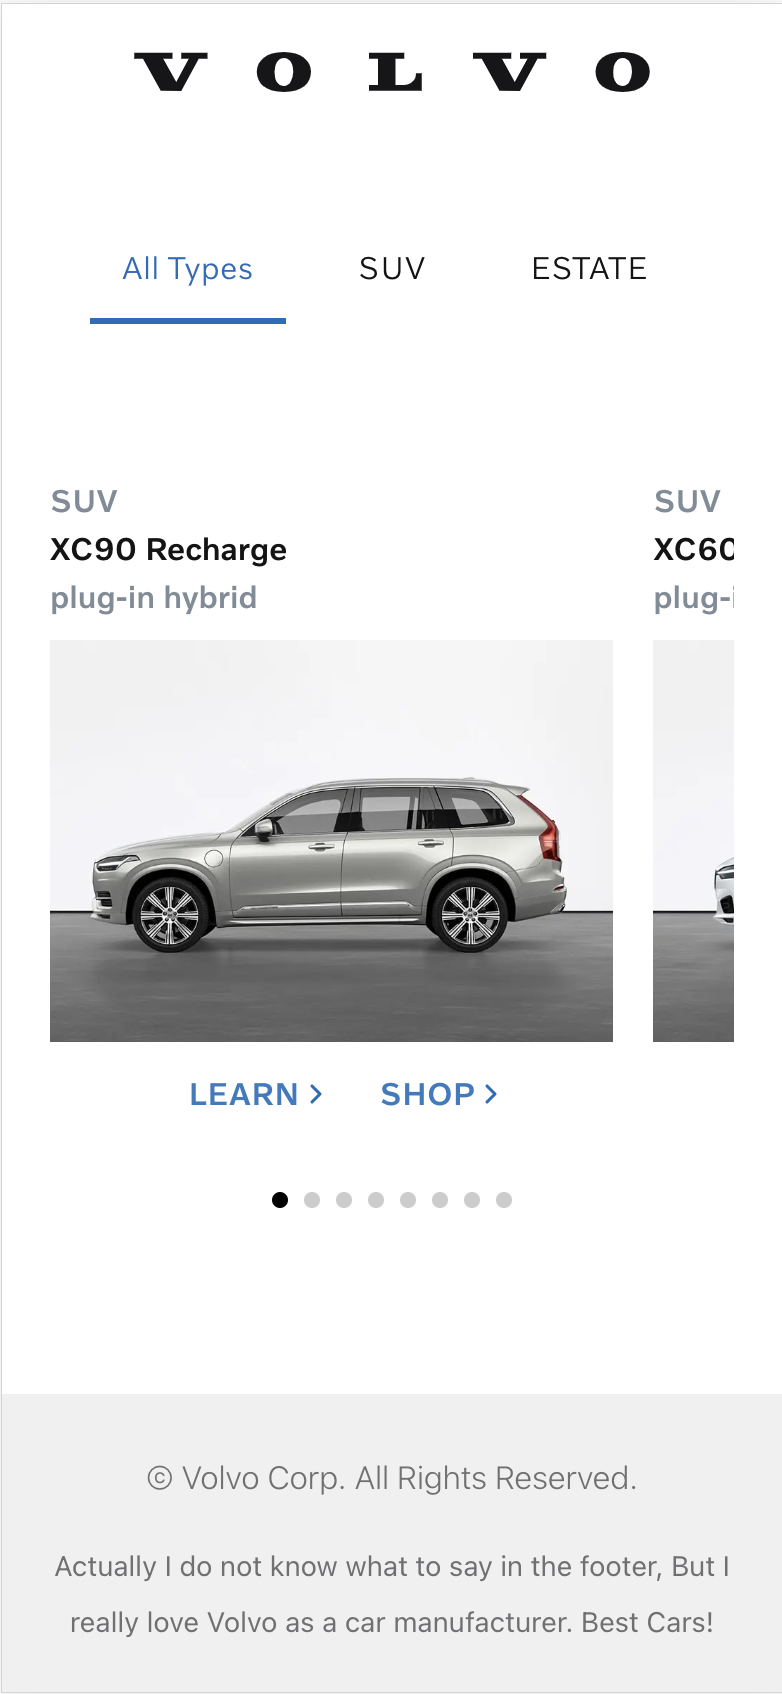 VOLVO
All Types SUV ESTATE
SUV
XC90 Recharge
plug-in hybrid
SUV
XC60
plug-i
LEARN > SHOP >
© Volvo Corp. All Rights Reserved.
Actually I do not know what to say in the footer, But I
really love Volvo as a car manufacturer. Best Cars!